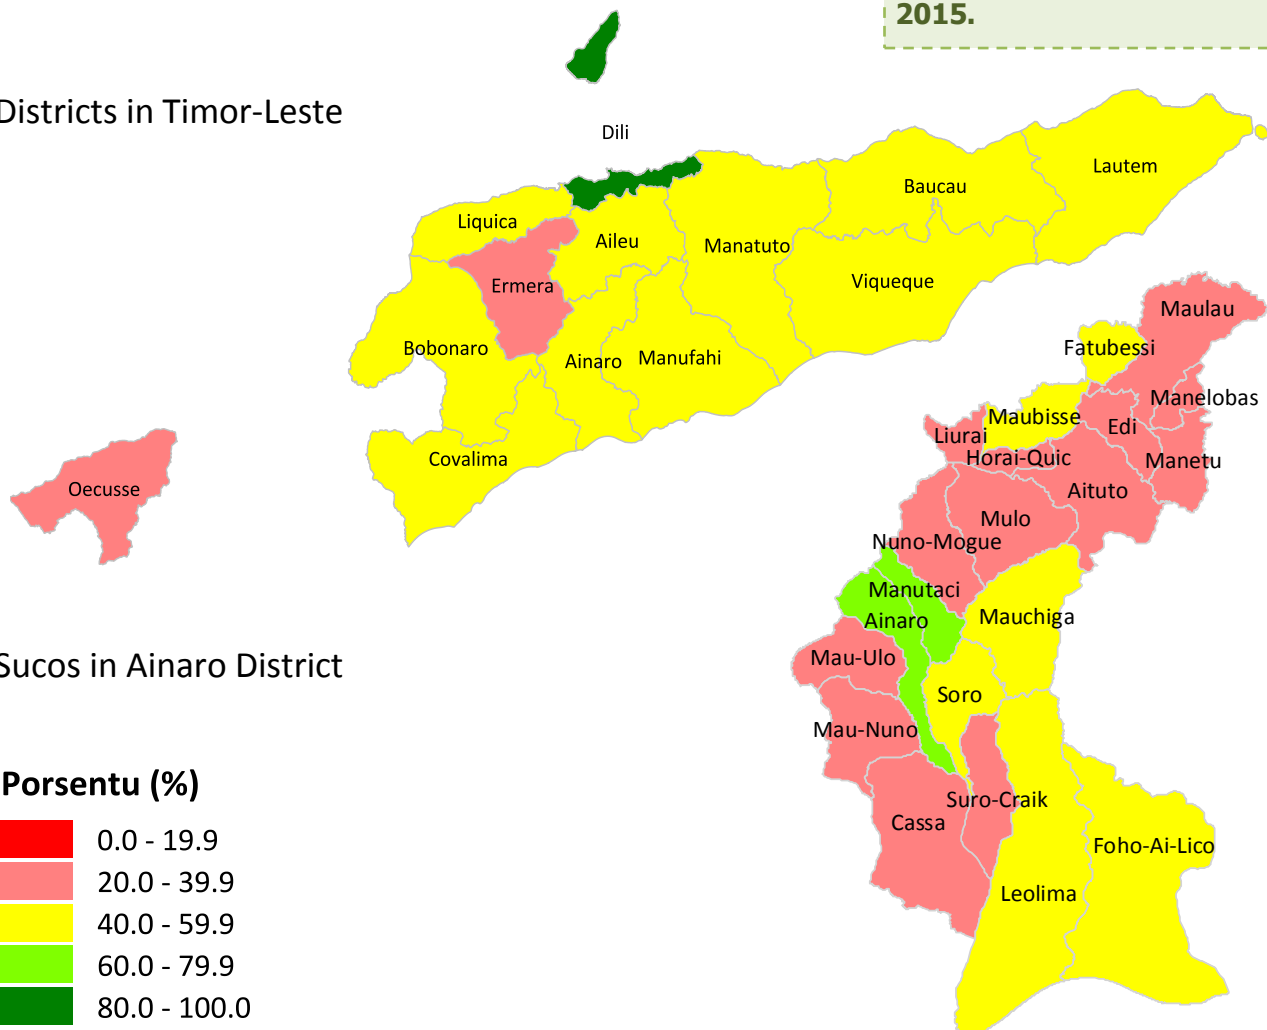 2015.
Districts in Timor-Leste
Dili
Lautem
Baucau
Liquica
Aileu
Manatuto
Viqueque
Ermera
Bobonaro
Ainaro
Manufahi
Covalima
Oecusse
Maulau
Fatubessi
Manelobas
Maubisse
Edi
Liurai
Horai-Quic
Manetu
Aituto
Mulo
Nuno-Mogue
Manutaci
Ainaro
Mauchiga
Mau-Ulo
Soro
Mau-Nuno
Suro-Craik
Cassa
Foho-Ai-Lico
Leolima
Sucos in Ainaro District
Porsentu (%)
0.0 - 19.9
20.0 - 39.9
40.0 - 59.9
60.0 - 79.9
80.0 - 100.0